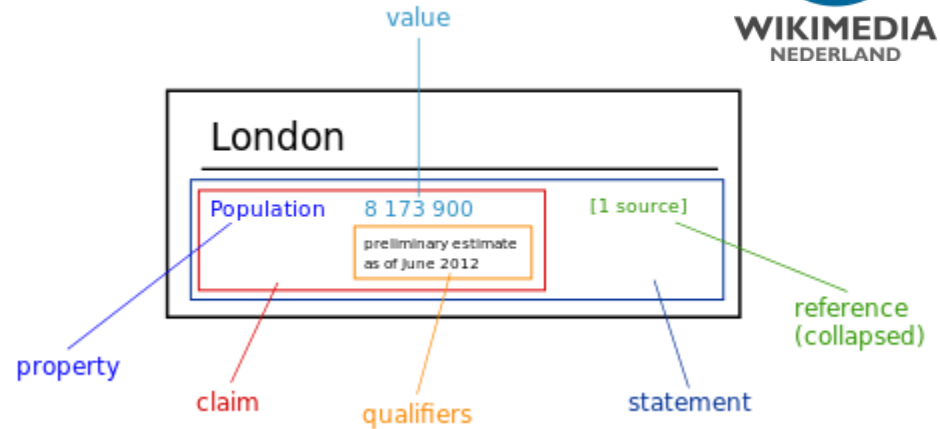 value
WIKIMEDIA
NEDERLAND
London
Population 8 173 900 [1 source]
preliminary estimate
as of June 2012
reference
(collapsed)
property
claim
qualifiers
statement